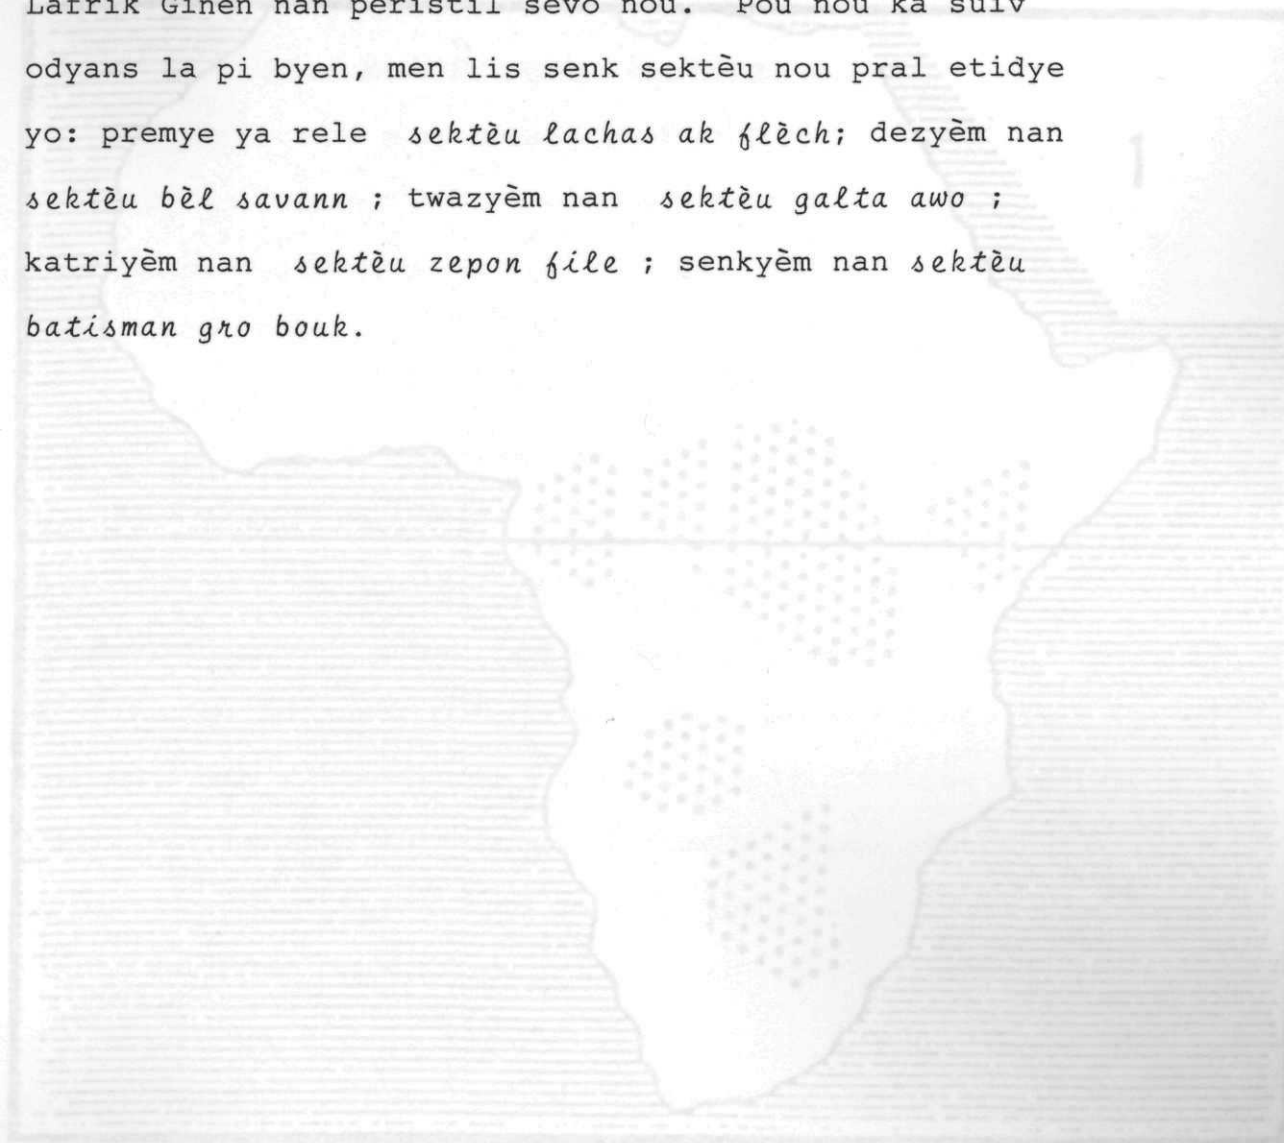 Lafrik Ginen nan peristil sèvo nou. Pou nou ka suiv
odyans la pi byen, men lis senk sektèu nou pral etidye
yo: premye ya rele sektèu lachas ak flèch; dezyèm nan
sektèu bèl savann ; twazyèm nan sektèu galta awo ;
katriyèm nan sektèu zepon file ; senkyèm nan sektèu
batisman gro bouk.
1